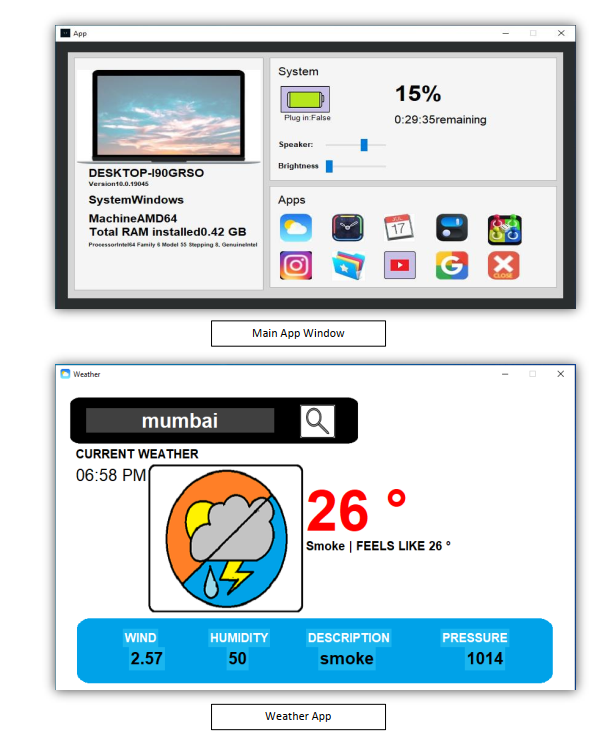 App
System
15%
Plug in:False
0:29:35remaining
Speaker:
Brightness
DESKTOP-I90GRSO
Version10.0.19045
SystemWindows
MachineAMD64
Total RAM installed0.42 GB
ProcessorIntel64 Family 6 Model 55 Stepping 8, GenuineIntel
Apps
JUL
17
G
CLOSE
Main App Window
Weather
mumbai
CURRENT WEATHER
06:58 PM
26 °
Smoke | FEELS LIKE 26 °
WIND HUMIDITY DESCRIPTION PRESSURE
2.57 50 smoke 1014
Weather App